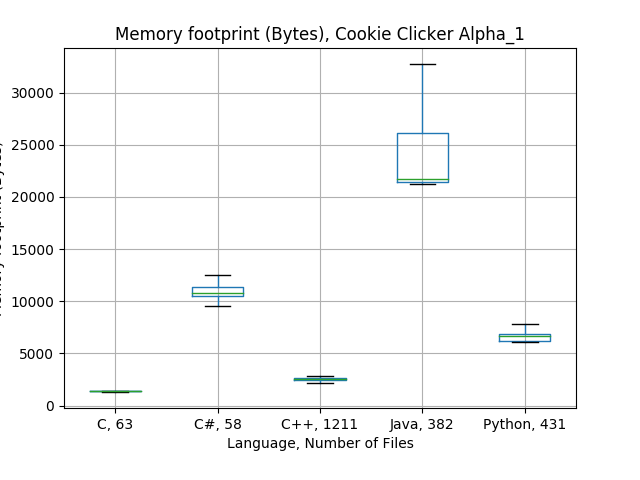 Memory footprint (Bytes), Cookie Clicker Alpha_1
30000
25000
20000
15000
10000
5000
0
C, 63
C#, 58
C++, 1211
Java, 382
Python, 431
Language, Number of Files